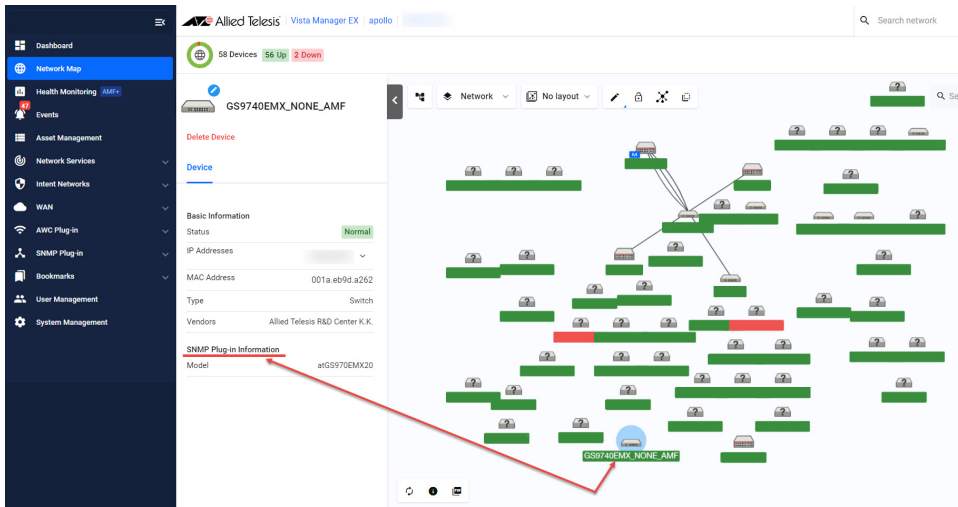 Allied Telesis | Vista Manager EX | apollo |
Search network
58 Devices 56 Up 2 Down
Dashboard
Network Map
Health Monitoring AMF+
47
Events
Asset Management
Network Services
Intent Networks
WAN
AWC Plug-in
SNMP Plug-in
Bookmarks
User Management
System Management
GS9740EMX_NONE_AMF
Delete Device
Device
Basic Information
Status Normal
IP Addresses
MAC Address 001a.eb9d.a262
Type Switch
Vendors Allied Telesis R&D Center K.K.
SNMP Plug-in Information
Model atGS970EMX20
Network
No layout
Se
M
GS9740EMX_NONE_AMF